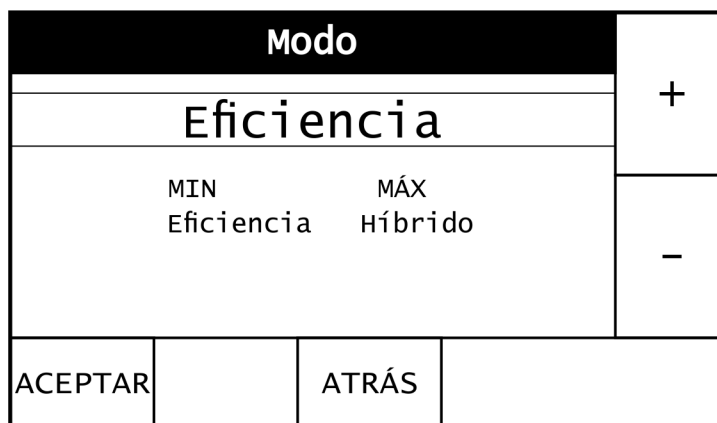 Modo
+
Eficiencia
MIN MÁX
Eficiencia Híbrido
-
ACEPTAR ATRÁS